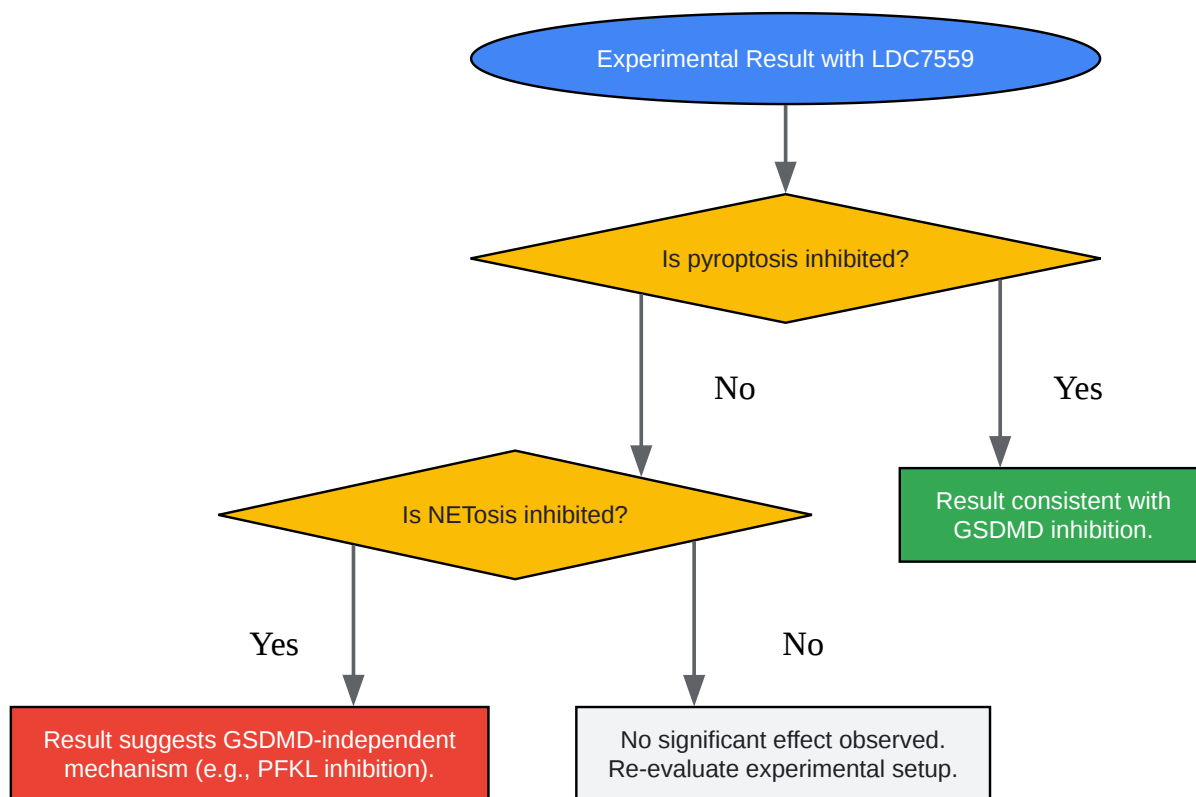 Experimental Result with LDC7559
Is pyroptosis inhibited?
No
Yes
Result consistent with
GSDMD inhibition.
Is NETosis inhibited?
Yes
No
Result suggests GSDMD-independent
mechanism (e.g., PFKL inhibition).
No significant effect observed.
Re-evaluate experimental setup.